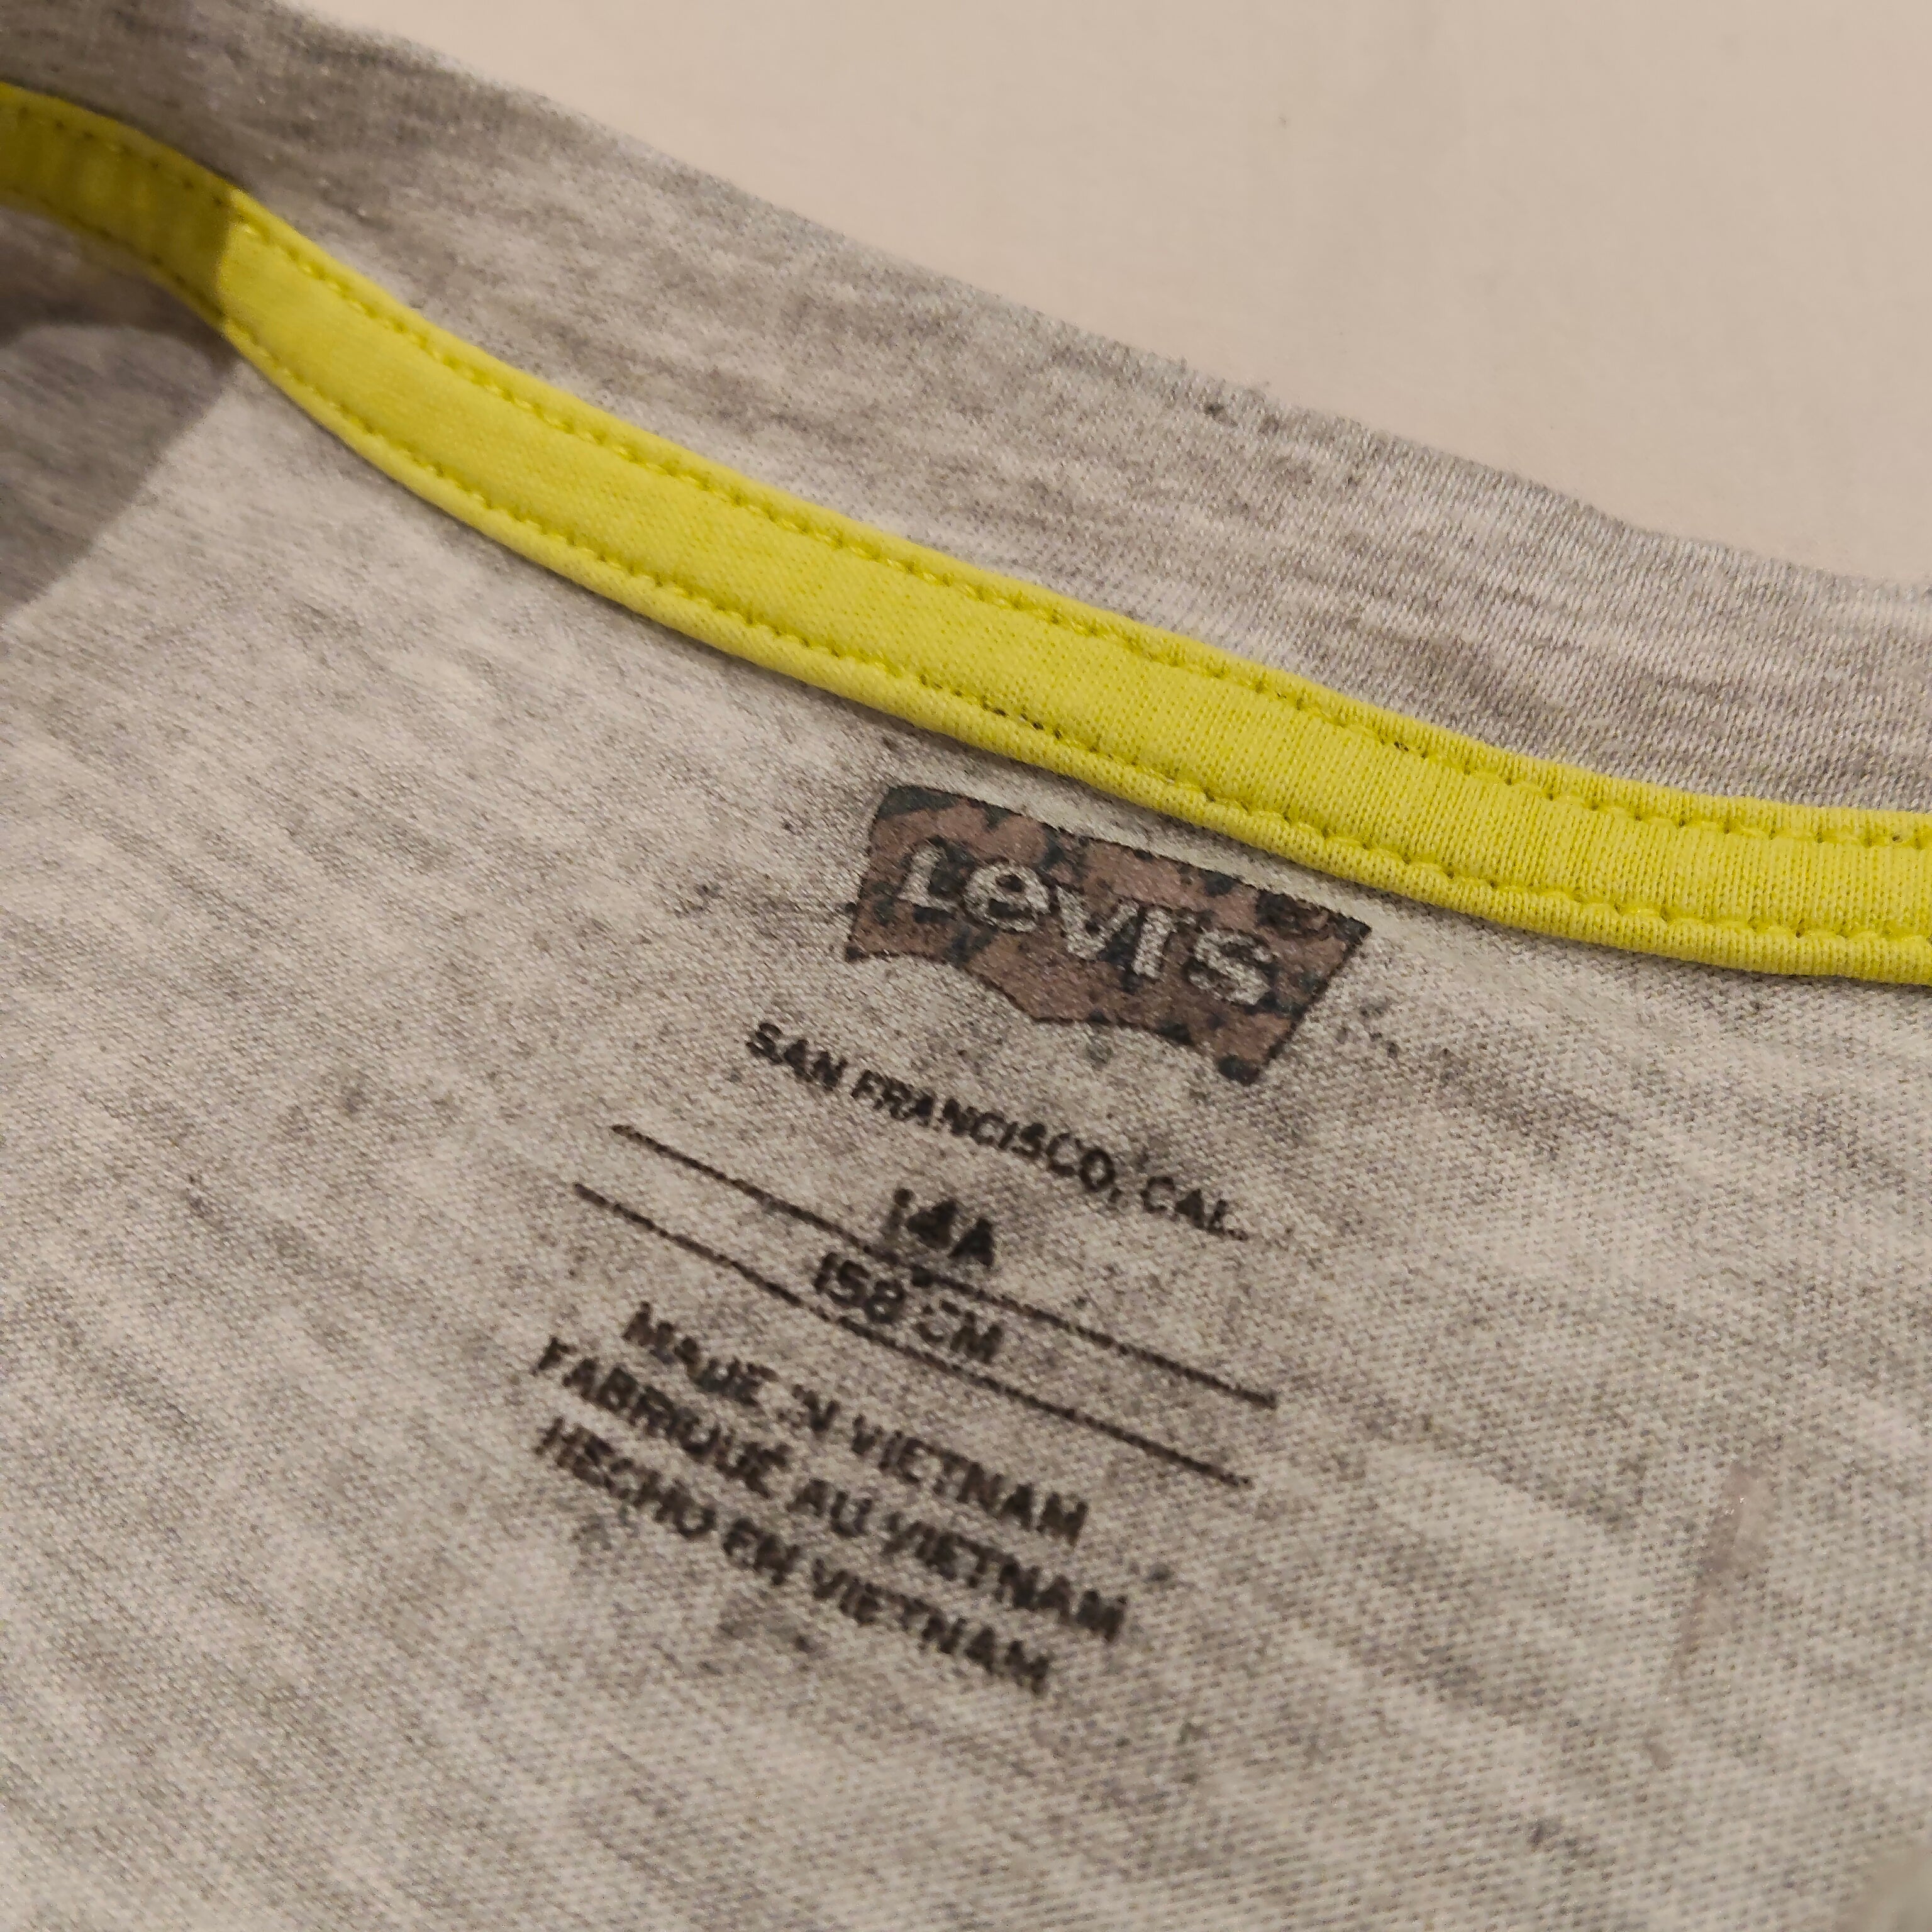 Levi's
SAN FRANCISCO, CAL.
14A
158 CM
MADE IN VIETNAM
FABRIQUÉ AU VIETNAM
HECHO EN VIETNAM